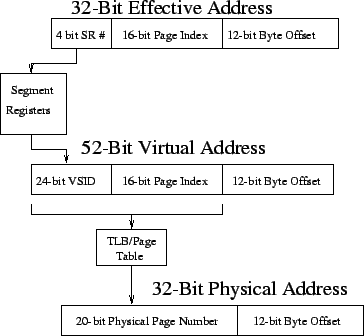 32-Bit Effective Address
4 bit SR # 16-bit Page Index 12-bit Byte Offset
Segment
Registers
52-Bit Virtual Address
24-bit VSID 16-bit Page Index 12-bit Byte Offset
TLB/Page
Table
32-Bit Physical Address
20-bit Physical Page Number 12-bit Byte Offset